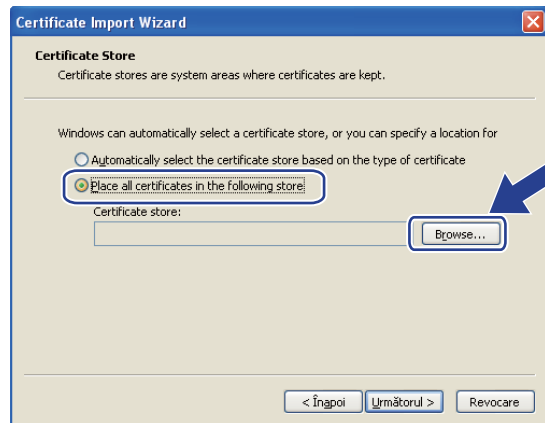 Certificate Import Wizard
Certificate Store
Certificate stores are system areas where certificates are kept.
Windows can automatically select a certificate store, or you can specify a location for
Automatically select the certificate store based on the type of certificate
Place all certificates in the following store
Certificate store:
Browse...
< Înapoi
Următorul >
Revocare